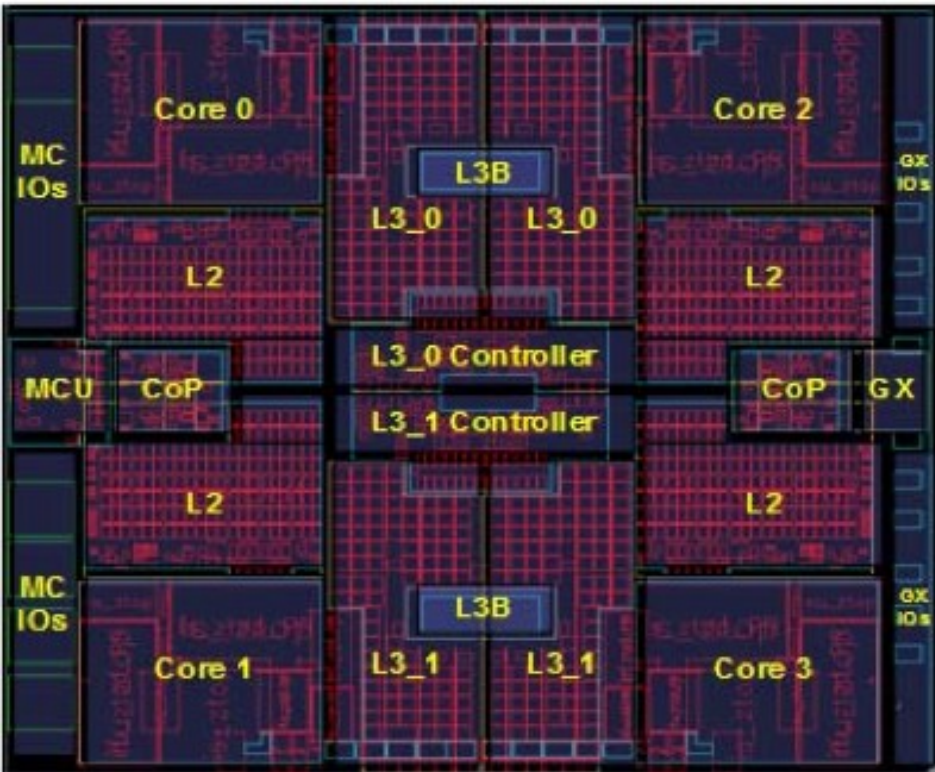 Core 0
Core 2
MC
IOs
L3B
GX
IOs
L3_0
L3_0
L2
L2
L3_0 Controller
MCU
CoP
CoP
GX
L3_1 Controller
L2
L2
MC
IOs
L3B
GX
IOs
Core 1
L3_1
L3_1
Core 3